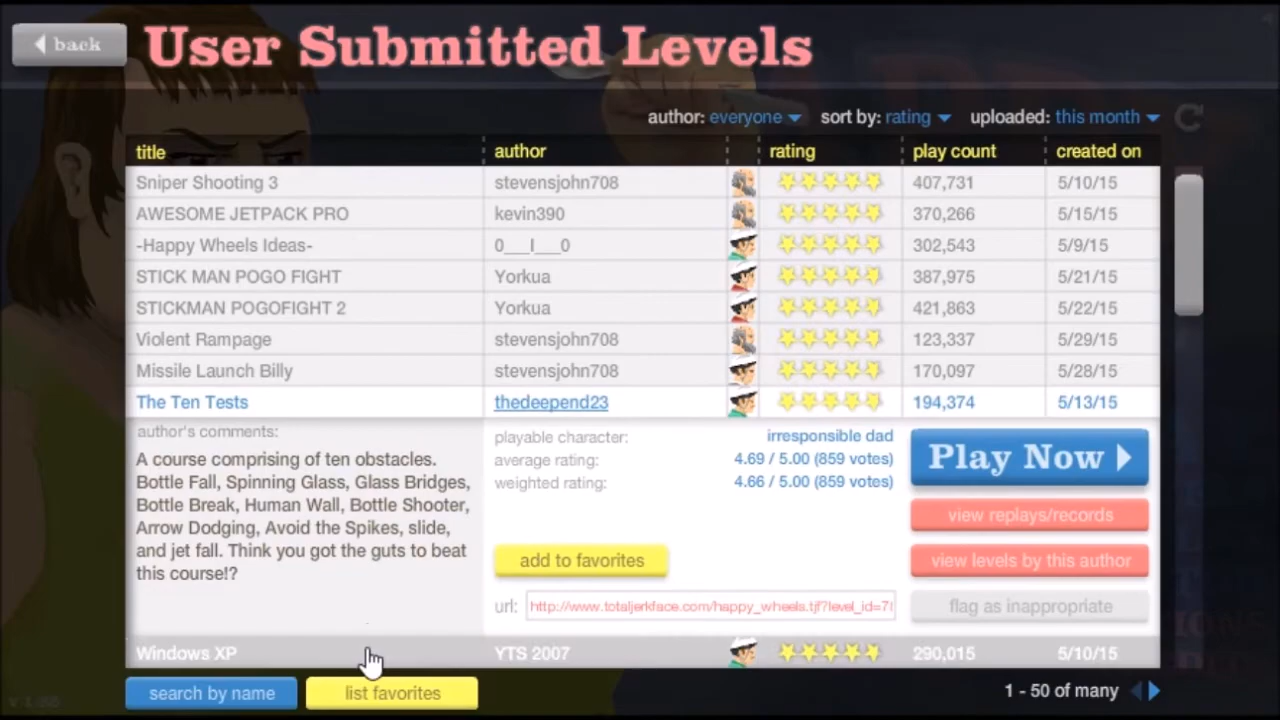 back
User Submitted Levels
author: everyone sort by: rating uploaded: this month
title author rating play count created on
Sniper Shooting 3 stevensjohn708 407,731 5/10/15
AWESOME JETPACK PRO kevin390 370,266 5/15/15
-Happy Wheels Ideas- 0___I___0 302,543 5/9/15
STICK MAN POGO FIGHT Yorkua 387,975 5/21/15
STICKMAN POGOFIGHT 2 Yorkua 421,863 5/22/15
Violent Rampage stevensjohn708 123,337 5/29/15
Missile Launch Billy stevensjohn708 170,097 5/28/15
The Ten Tests thedeepend23 194,374 5/13/15
author's comments:
A course comprising of ten obstacles.
Bottle Fall, Spinning Glass, Glass Bridges,
Bottle Break, Human Wall, Bottle Shooter,
Arrow Dodging, Avoid the Spikes, slide,
and jet fall. Think you got the guts to beat
this course!?
playable character: irresponsible dad
average rating: 4.69 / 5.00 (859 votes)
weighted rating: 4.66 / 5.00 (859 votes)
add to favorites
url: http://www.totaljerkface.com/happy_wheels.tjf?level_id=7
Play Now
view replays/records
view levels by this author
flag as inappropriate
Windows XP YTS 2007 290,015 5/10/15
search by name list favorites 1 - 50 of many